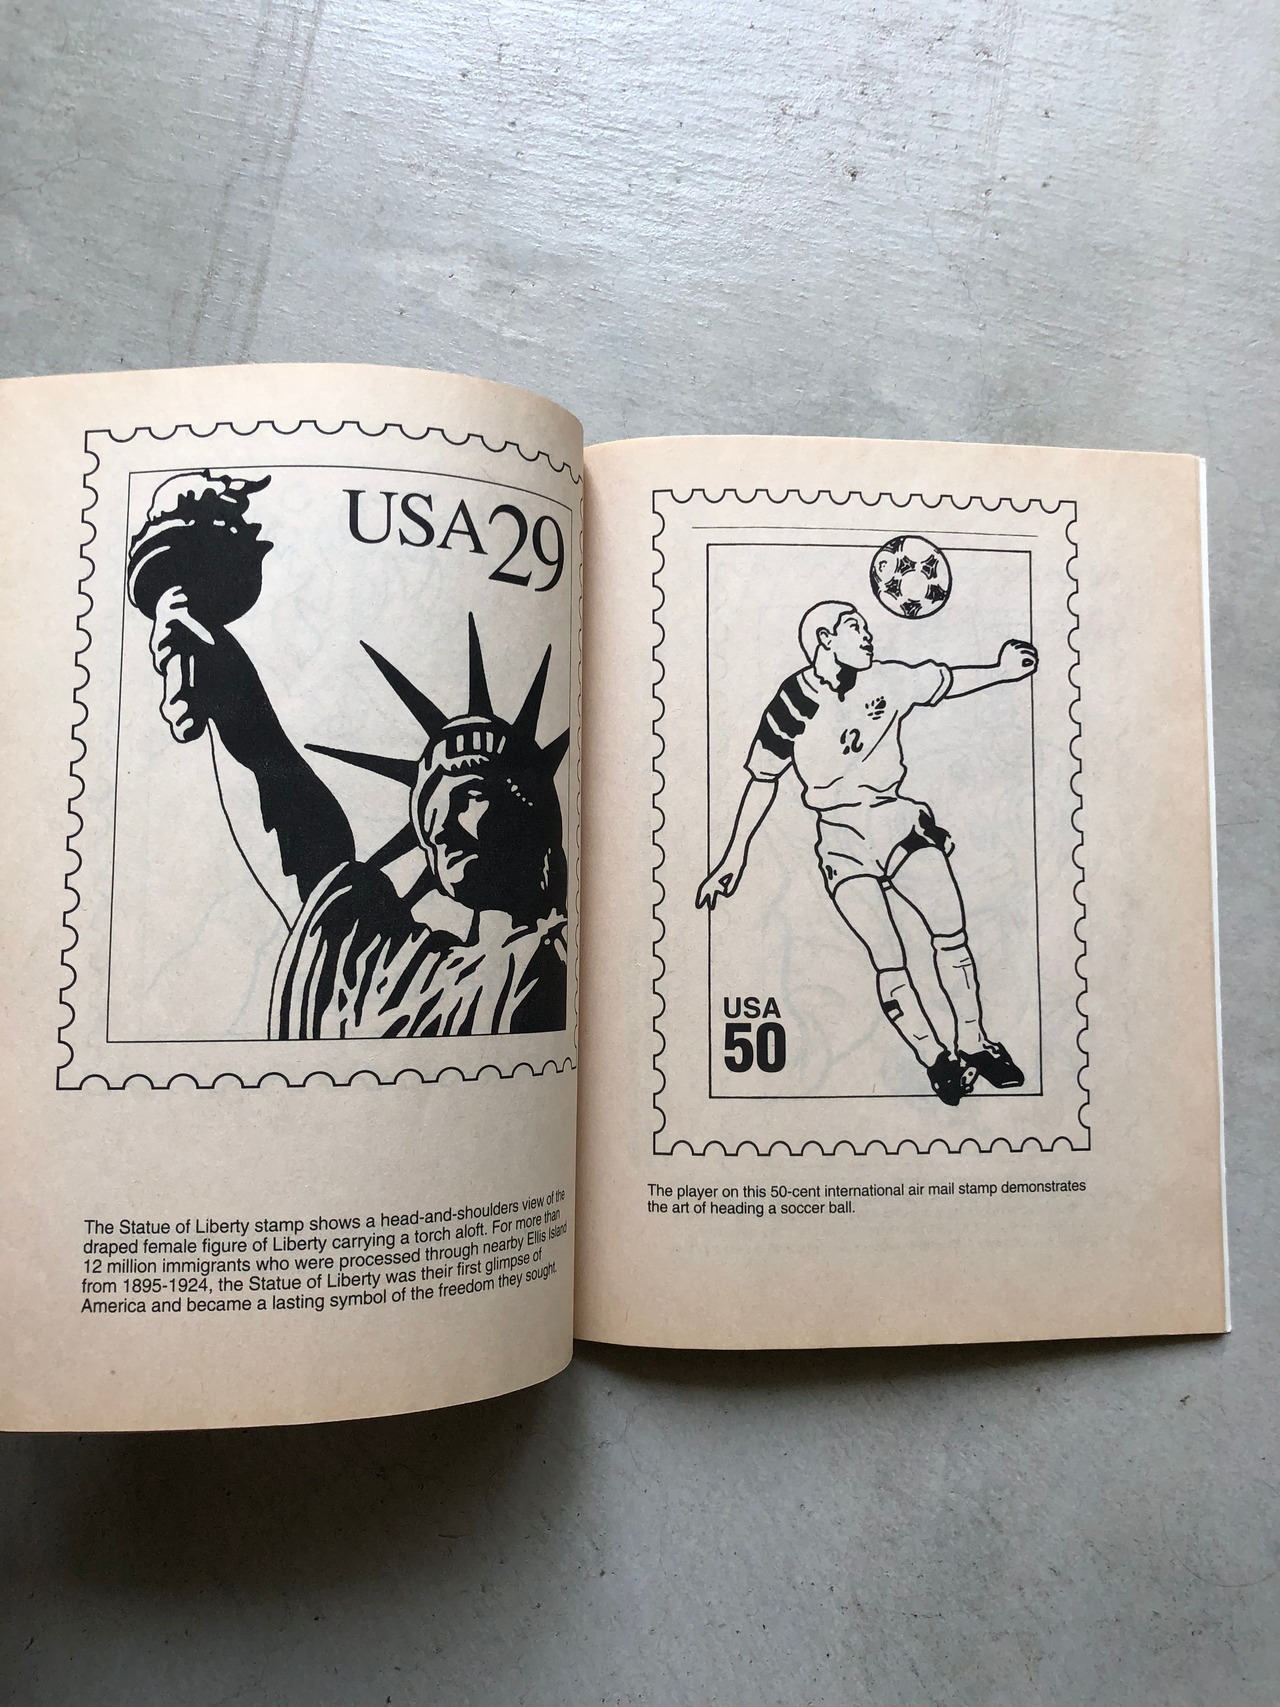 USA29
The Statue of Liberty stamp shows a head-and-shoulders view of the
draped female figure of Liberty carrying a torch aloft. For more than
12 million immigrants who were processed through nearby Ellis Island
from 1895-1924, the Statue of Liberty was their first glimpse of
America and became a lasting symbol of the freedom they sought.
12
USA
50
The player on this 50-cent international air mail stamp demonstrates
the art of heading a soccer ball.